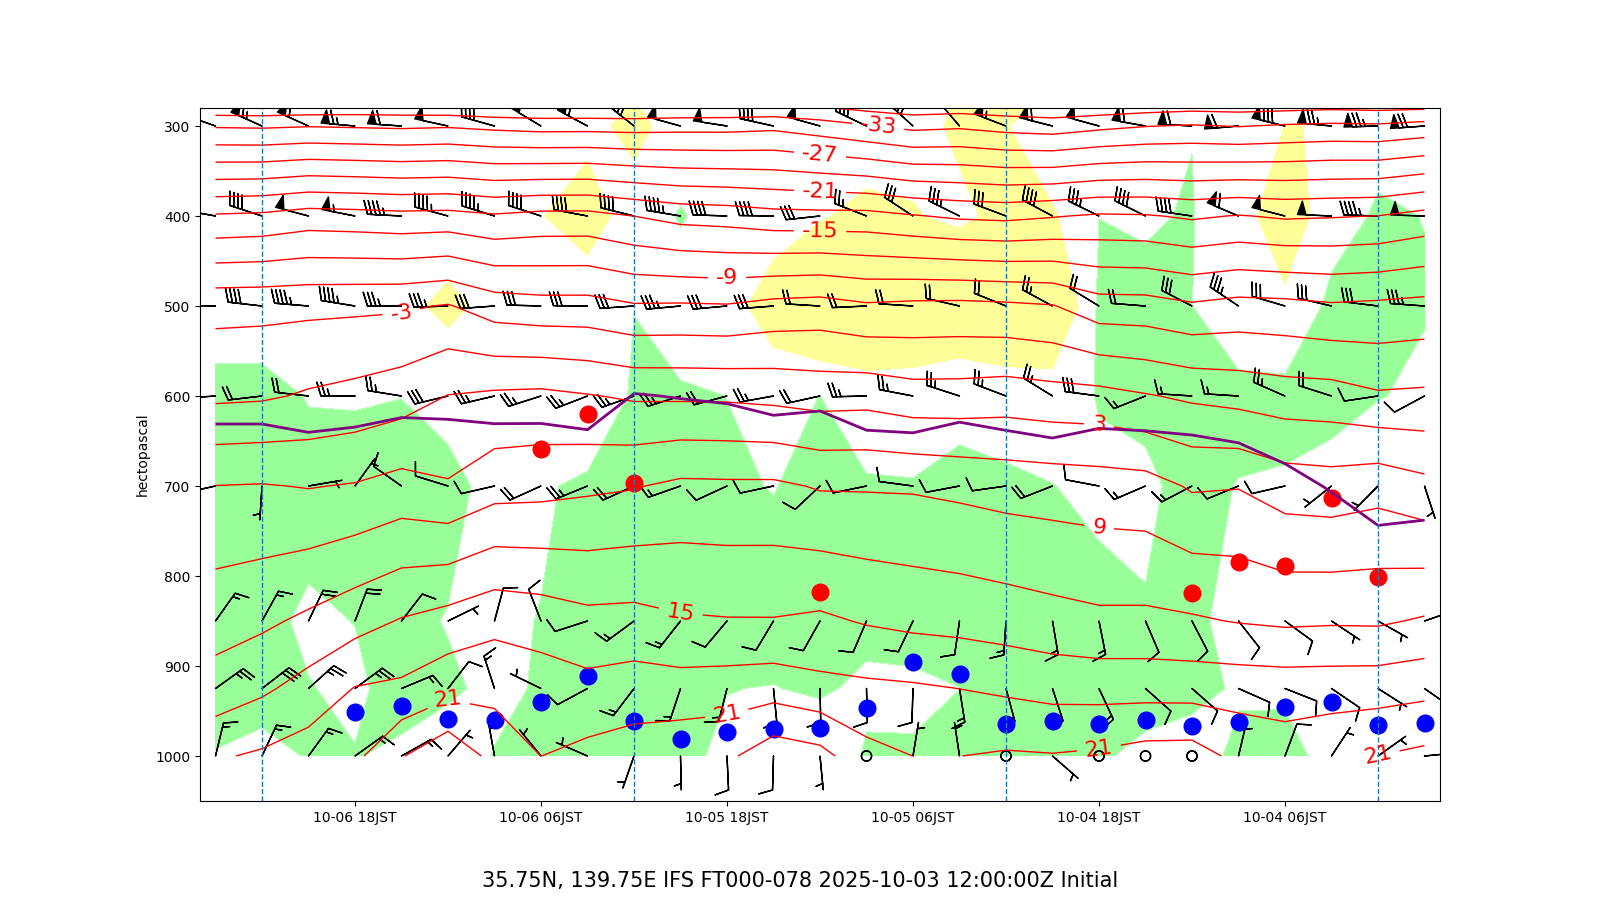 300
400
500
600
700
800
900
1000
hectopascal
33
-27
-21
-15
-9
-3
3
9
15
21
21
21
21
10-06 18JST
10-06 06JST
10-05 18JST
10-05 06JST
10-04 18JST
10-04 06JST
35.75N, 139.75E IFS FT000-078 2025-10-03 12:00:00Z Initial